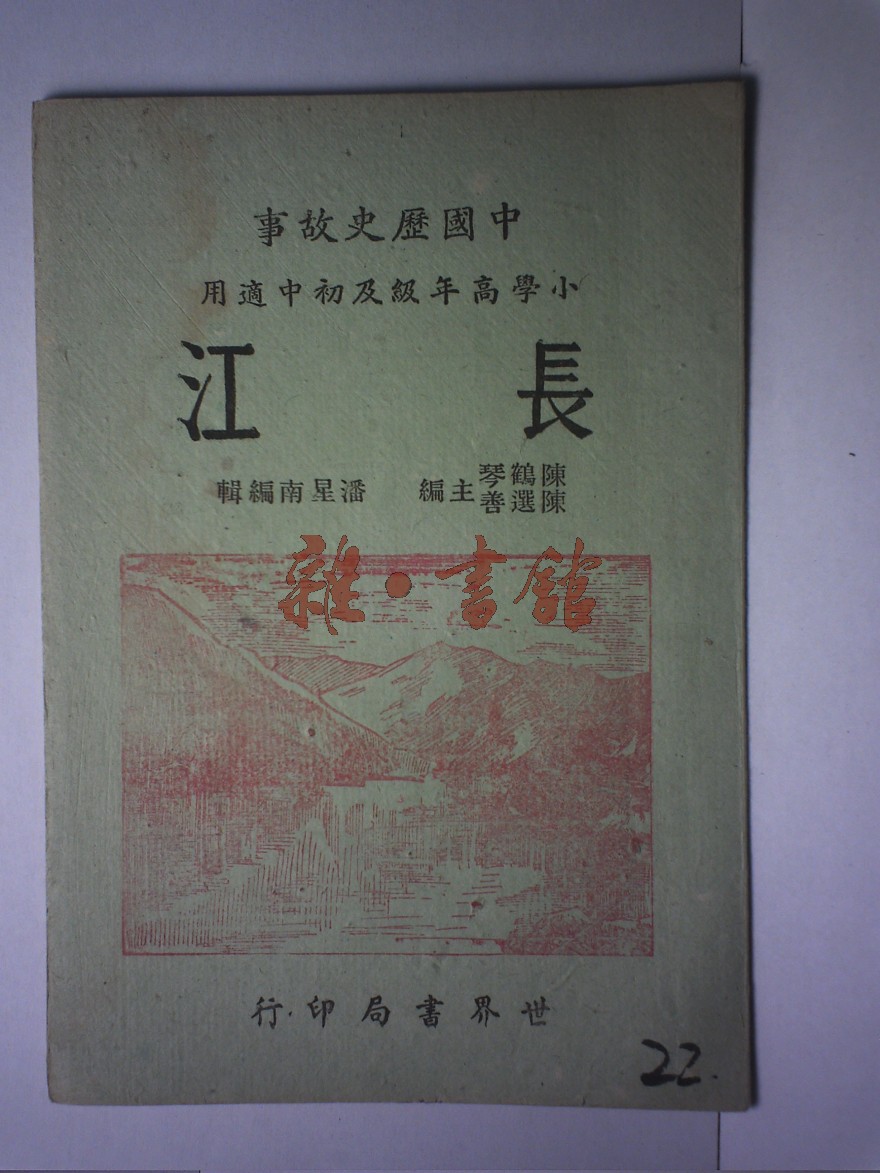 中國歷史故事
小學高年級及初中適用
長江
陳鶴琴 陳選善 主編 潘星南編輯
雜·書館
世界書局印行
22.